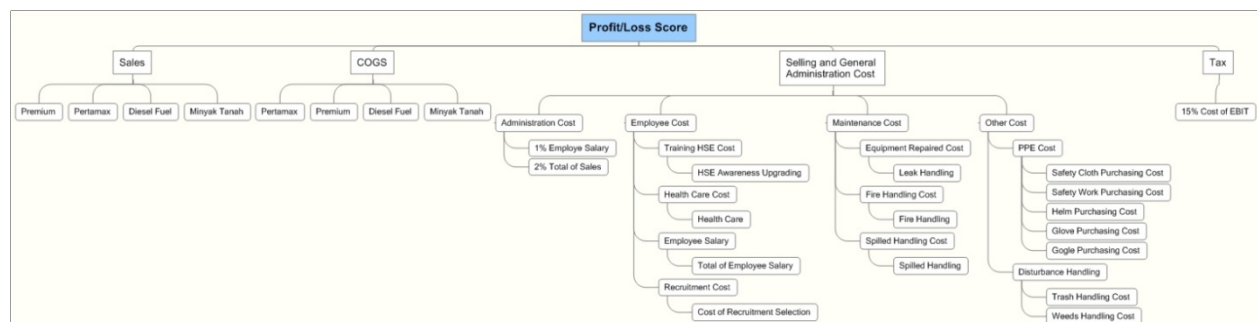 Profit/Loss Score
Sales
COGS
Selling and General
Administration Cost
Tax
Premium
Pertamax
Diesel Fuel
Minyak Tanah
Pertamax
Premium
Diesel Fuel
Minyak Tanah
15% Cost of EBIT
Administration Cost
1% Employe Salary
2% Total of Sales
Employee Cost
Training HSE Cost
HSE Awareness Upgrading
Health Care Cost
Health Care
Employee Salary
Total of Employee Salary
Recruitment Cost
Cost of Recruitment Selection
Maintenance Cost
Equipment Repaired Cost
Leak Handling
Fire Handling Cost
Fire Handling
Spilled Handling Cost
Spilled Handling
Other Cost
PPE Cost
Safety Cloth Purchasing Cost
Safety Work Purchasing Cost
Helm Purchasing Cost
Glove Purchasing Cost
Gogle Purchasing Cost
Disturbance Handling
Trash Handling Cost
Weeds Handling Cost